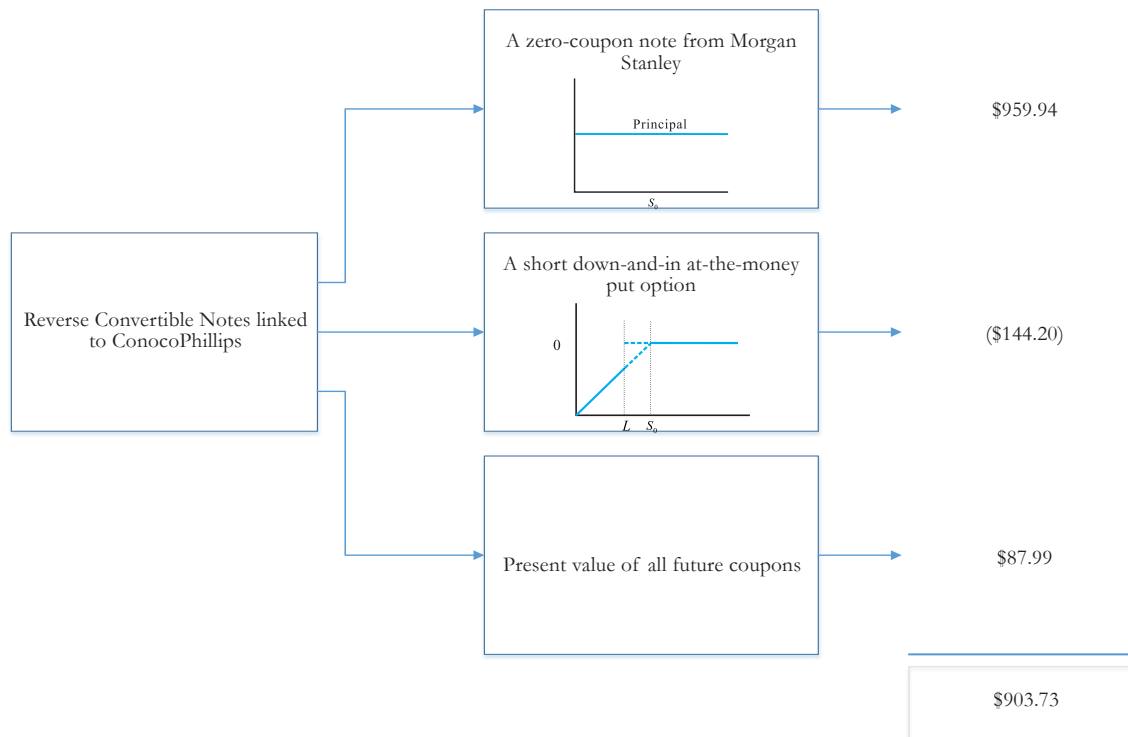 A zero-coupon note from Morgan
Stanley
Principal
S₀
$959.94
Reverse Convertible Notes linked
to ConocoPhillips
A short down-and-in at-the-money
put option
0
L
S₀
($144.20)
Present value of all future coupons
$87.99
$903.73